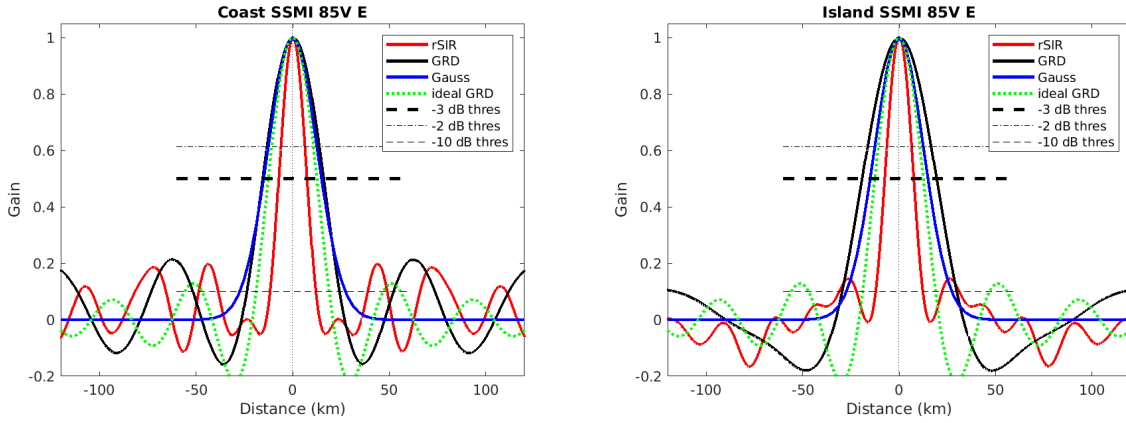 Coast SSMI 85V E
1
0.8
0.6
0.4
0.2
0
-0.2
Gain
-100
-50
0
50
100
Distance (km)
rSIR
GRD
Gauss
ideal GRD
-3 dB thres
-2 dB thres
-10 dB thres
Island SSMI 85V E
1
0.8
0.6
0.4
0.2
0
-0.2
Gain
-100
-50
0
50
100
Distance (km)
rSIR
GRD
Gauss
ideal GRD
-3 dB thres
-2 dB thres
-10 dB thres